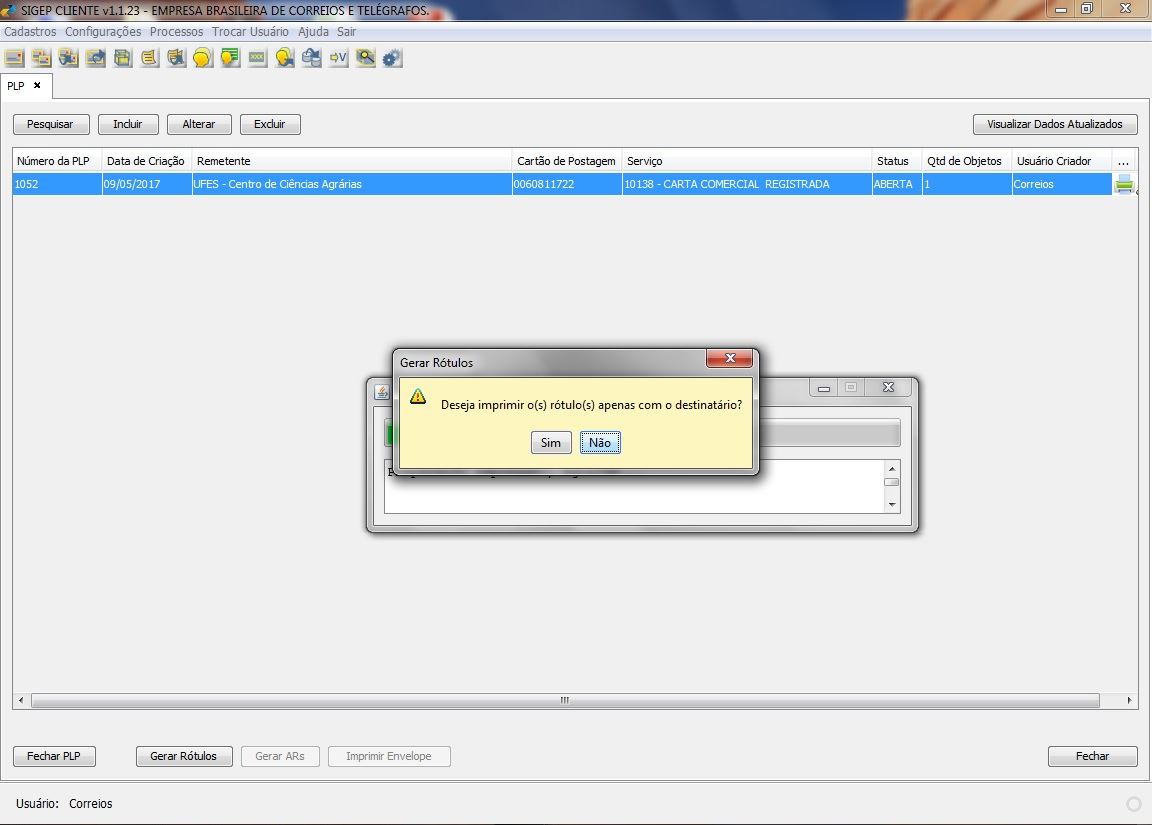 SIGEP CLIENTE v1.1.23 - EMPRESA BRASILEIRA DE CORREIOS E TELÉGRAFOS.
Cadastros Configurações Processos Trocar Usuário Ajuda Sair
PLP
Pesquisar Incluir Alterar Excluir Visualizar Dados Atualizados
Número da PLP Data de Criação Remetente Cartão de Postagem Serviço Status Qtd de Objetos Usuário Criador ...
1052 09/05/2017 UFES - Centro de Ciências Agrárias 0060811722 10138 - CARTA COMERCIAL REGISTRADA ABERTA 1 Correios
Gerar Rótulos
Deseja imprimir o(s) rótulo(s) apenas com o destinatário?
Sim Não
Fechar PLP Gerar Rótulos Gerar ARs Imprimir Envelope Fechar
Usuário: Correios